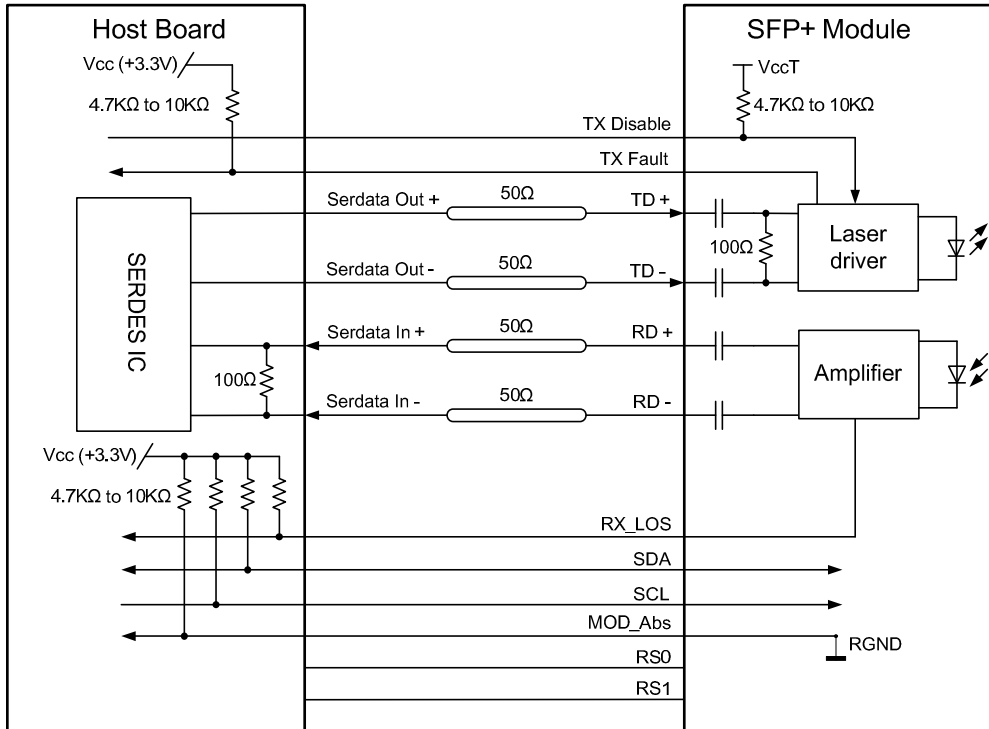 Host Board
SFP+ Module
Vcc (+3.3V)
VccT
4.7KΩ to 10KΩ
4.7KΩ to 10KΩ
TX Disable
TX Fault
Serdata Out +
50Ω
TD +
SERDES IC
100Ω
Laser
driver
Serdata Out -
50Ω
TD -
Serdata In +
50Ω
RD +
100Ω
Amplifier
Serdata In -
50Ω
RD -
Vcc (+3.3V)
4.7KΩ to 10KΩ
RX_LOS
SDA
SCL
MOD_Abs
RGND
RS0
RS1